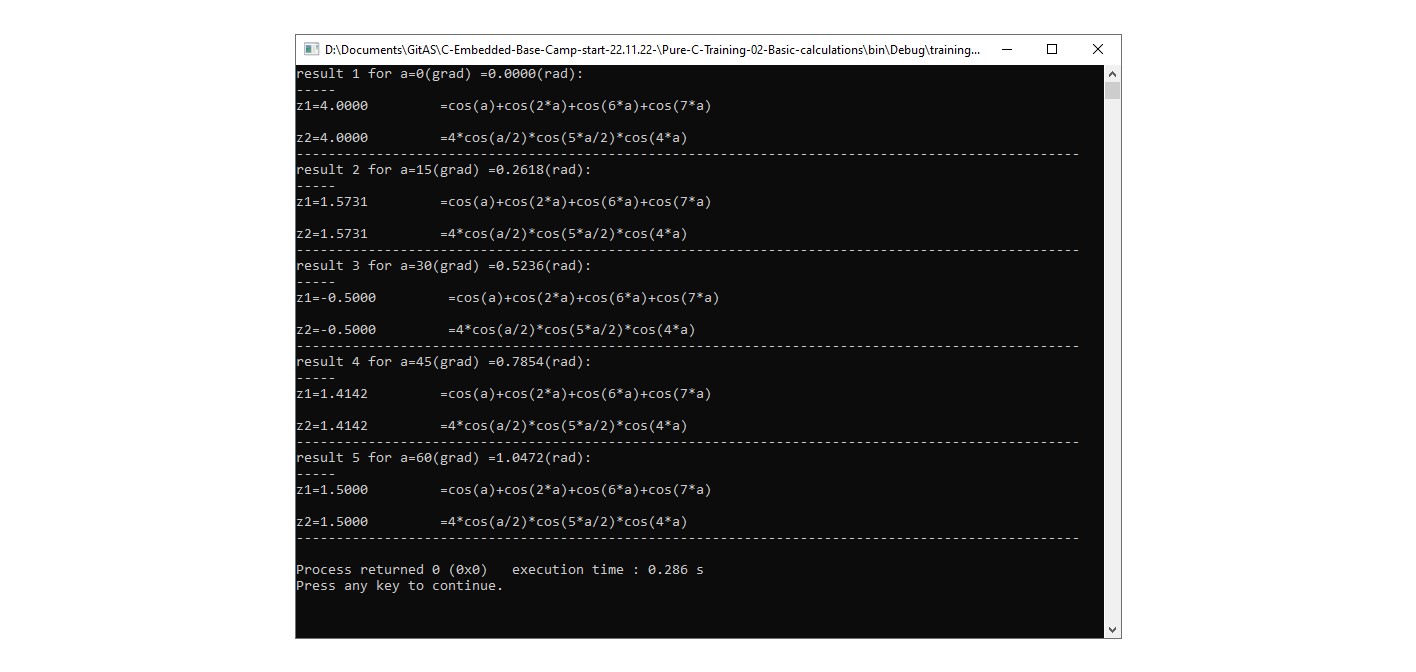 D:\Documents\GitAS\C-Embedded-Base-Camp-start-22.11.22-\Pure-C-Training-02-Basic-calculations\bin\Debug\training...
result 1 for a=0(grad) =0.0000(rad):
-----
z1=4.0000         =cos(a)+cos(2*a)+cos(6*a)+cos(7*a)
z2=4.0000         =4*cos(a/2)*cos(5*a/2)*cos(4*a)
--------------------------------------------------------------------------------------------------
result 2 for a=15(grad) =0.2618(rad):
-----
z1=1.5731         =cos(a)+cos(2*a)+cos(6*a)+cos(7*a)
z2=1.5731         =4*cos(a/2)*cos(5*a/2)*cos(4*a)
--------------------------------------------------------------------------------------------------
result 3 for a=30(grad) =0.5236(rad):
-----
z1=-0.5000         =cos(a)+cos(2*a)+cos(6*a)+cos(7*a)
z2=-0.5000         =4*cos(a/2)*cos(5*a/2)*cos(4*a)
--------------------------------------------------------------------------------------------------
result 4 for a=45(grad) =0.7854(rad):
-----
z1=1.4142         =cos(a)+cos(2*a)+cos(6*a)+cos(7*a)
z2=1.4142         =4*cos(a/2)*cos(5*a/2)*cos(4*a)
--------------------------------------------------------------------------------------------------
result 5 for a=60(grad) =1.0472(rad):
-----
z1=1.5000         =cos(a)+cos(2*a)+cos(6*a)+cos(7*a)
z2=1.5000         =4*cos(a/2)*cos(5*a/2)*cos(4*a)
--------------------------------------------------------------------------------------------------
Process returned 0 (0x0)   execution time : 0.286 s
Press any key to continue.